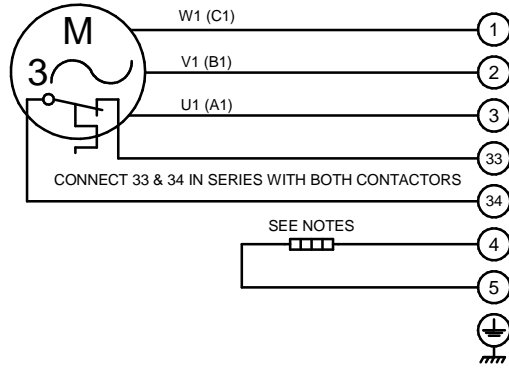 W1 (C1)
1
M
3
V1 (B1)
2
U1 (A1)
3
33
CONNECT 33 & 34 IN SERIES WITH BOTH CONTACTORS
34
SEE NOTES
4
5